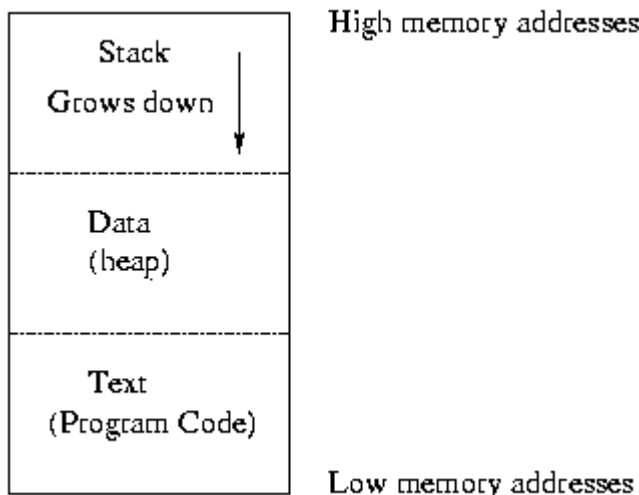 High memory addresses
Stack
Grows down
Data
(heap)
Text
(Program Code)
Low memory addresses